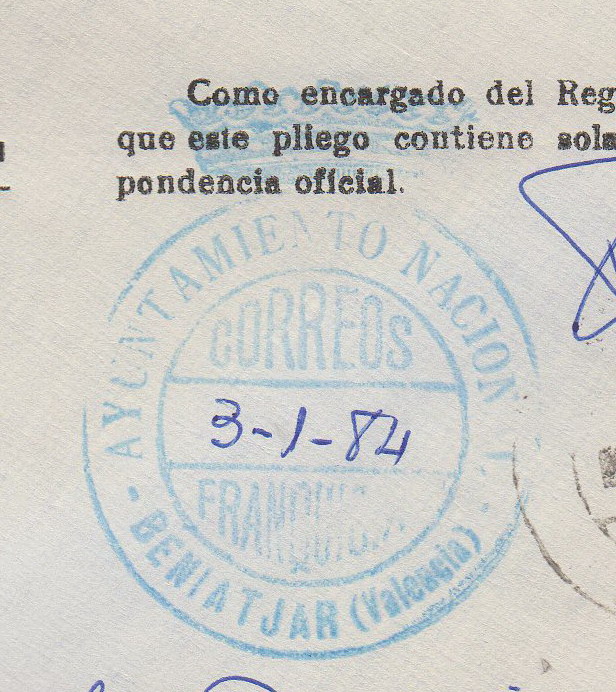 Como encargado del Reg
que este pliego contiene sola
pondencia oficial.
AYUNTAMIENTO NACION
CORREOS
3-1-84
FRANQUICIA
- BENIATJAR (Valencia)